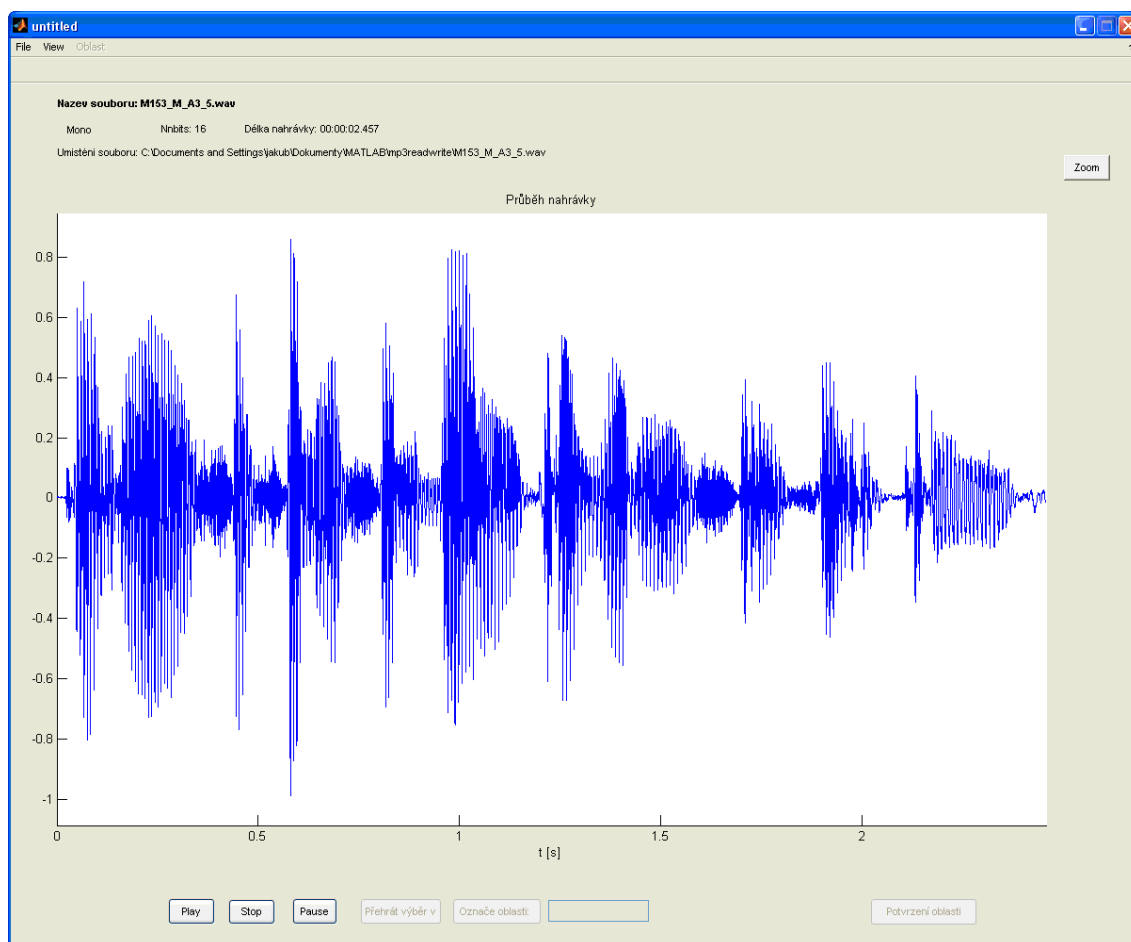 untitled
File View Oblast
Nazev souboru: M153_M_A3_5.wav
Mono Nnbits: 16 Délka nahrávky: 00:00:02.457
Umistěni souboru: C:\Documents and Settings\jakub\Dokumenty\MATLAB\mp3readwrite\M153_M_A3_5.wav
Zoom
Průběh nahrávky
0.8
0.6
0.4
0.2
0
-0.2
-0.4
-0.6
-0.8
-1
0 0.5 1 1.5 2
t [s]
Play Stop Pause Přehrát výběr v Označe oblasti: Potvrzení oblasti